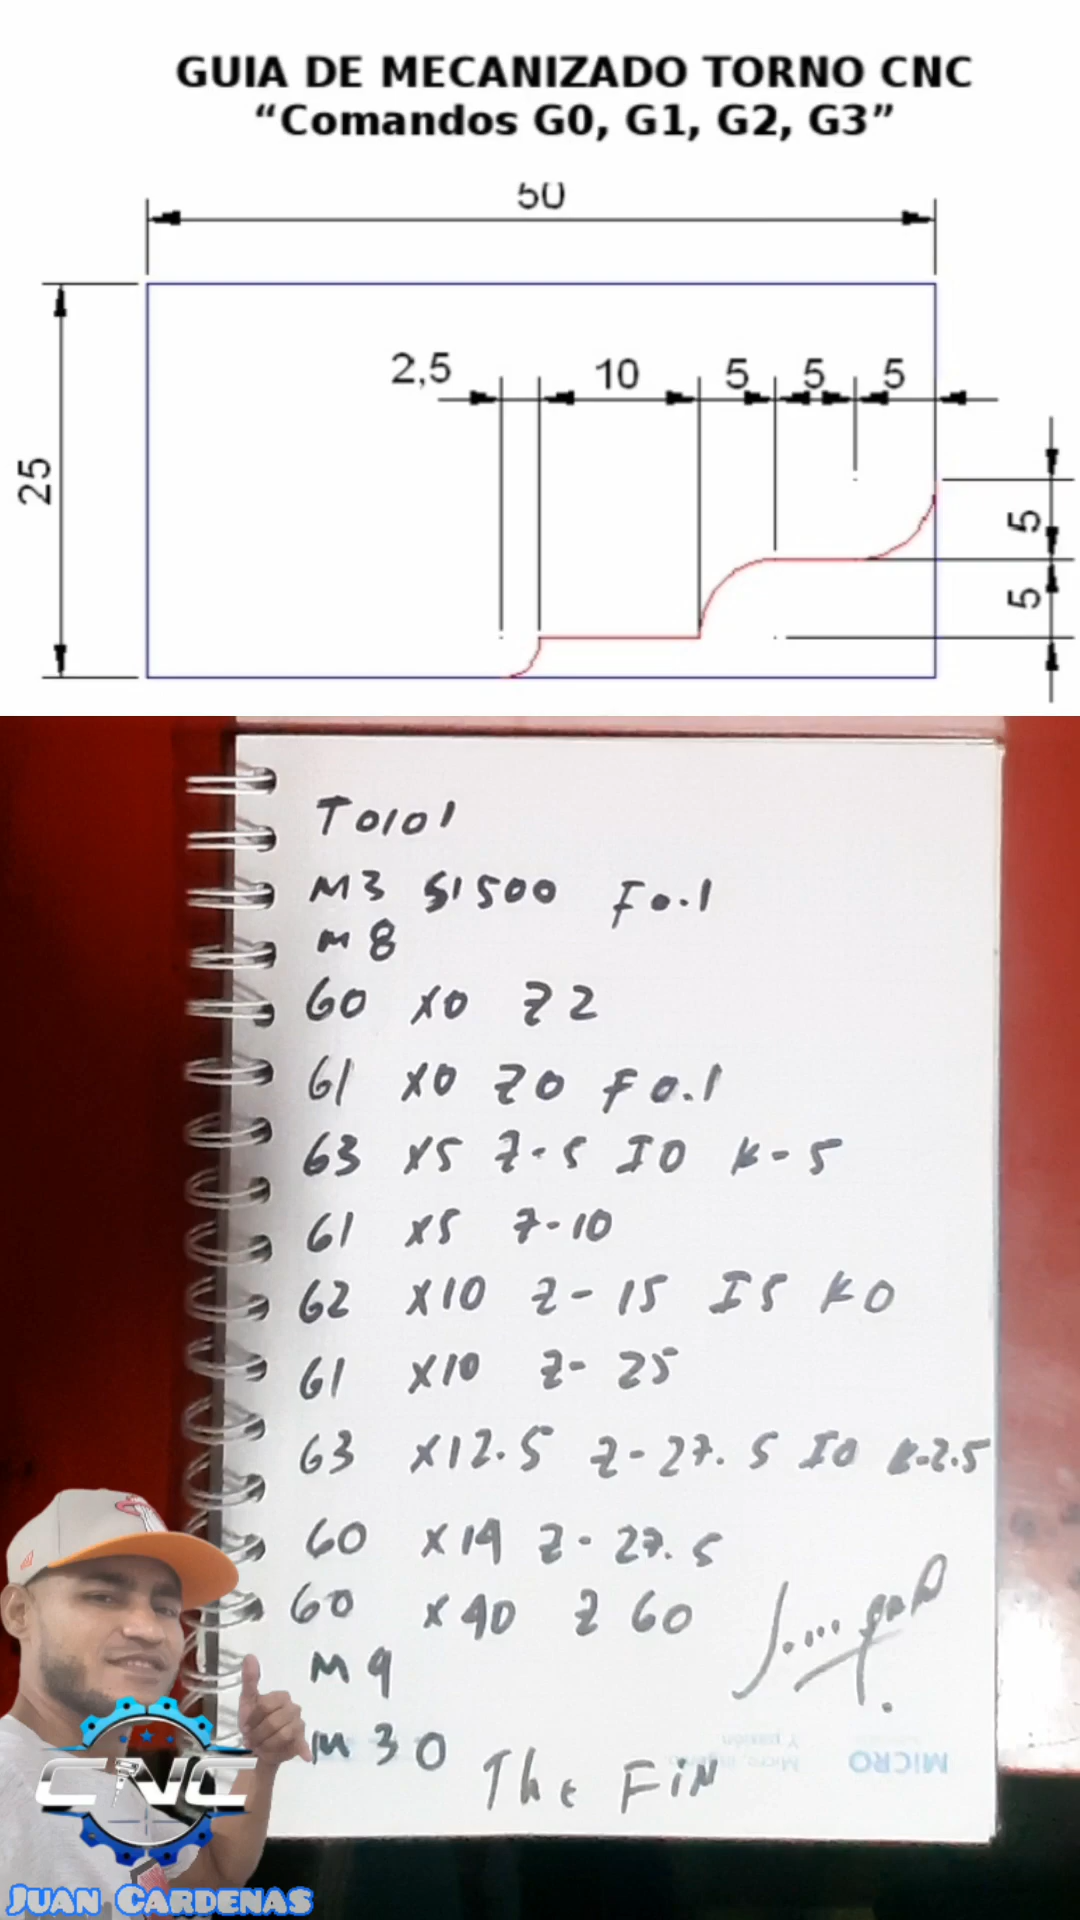 GUIA DE MECANIZADO TORNO CNC
“Comandos G0, G1, G2, G3”
50
2,5 10 5 5 5
25
5
5
T0101
M3 S1500 F0.1
M8
G0 X0 Z2
G1 X0 Z0 F0.1
G3 X5 Z-5 I0 K-5
G1 X5 Z-10
G2 X10 Z-15 I5 K0
G1 X10 Z-25
G3 X12.5 Z-27.5 I0 K-2.5
G0 X14 Z-27.5
G0 X40 Z60
M9
M30
The Fin
MICRO
CNC
JUAN CARDENAS